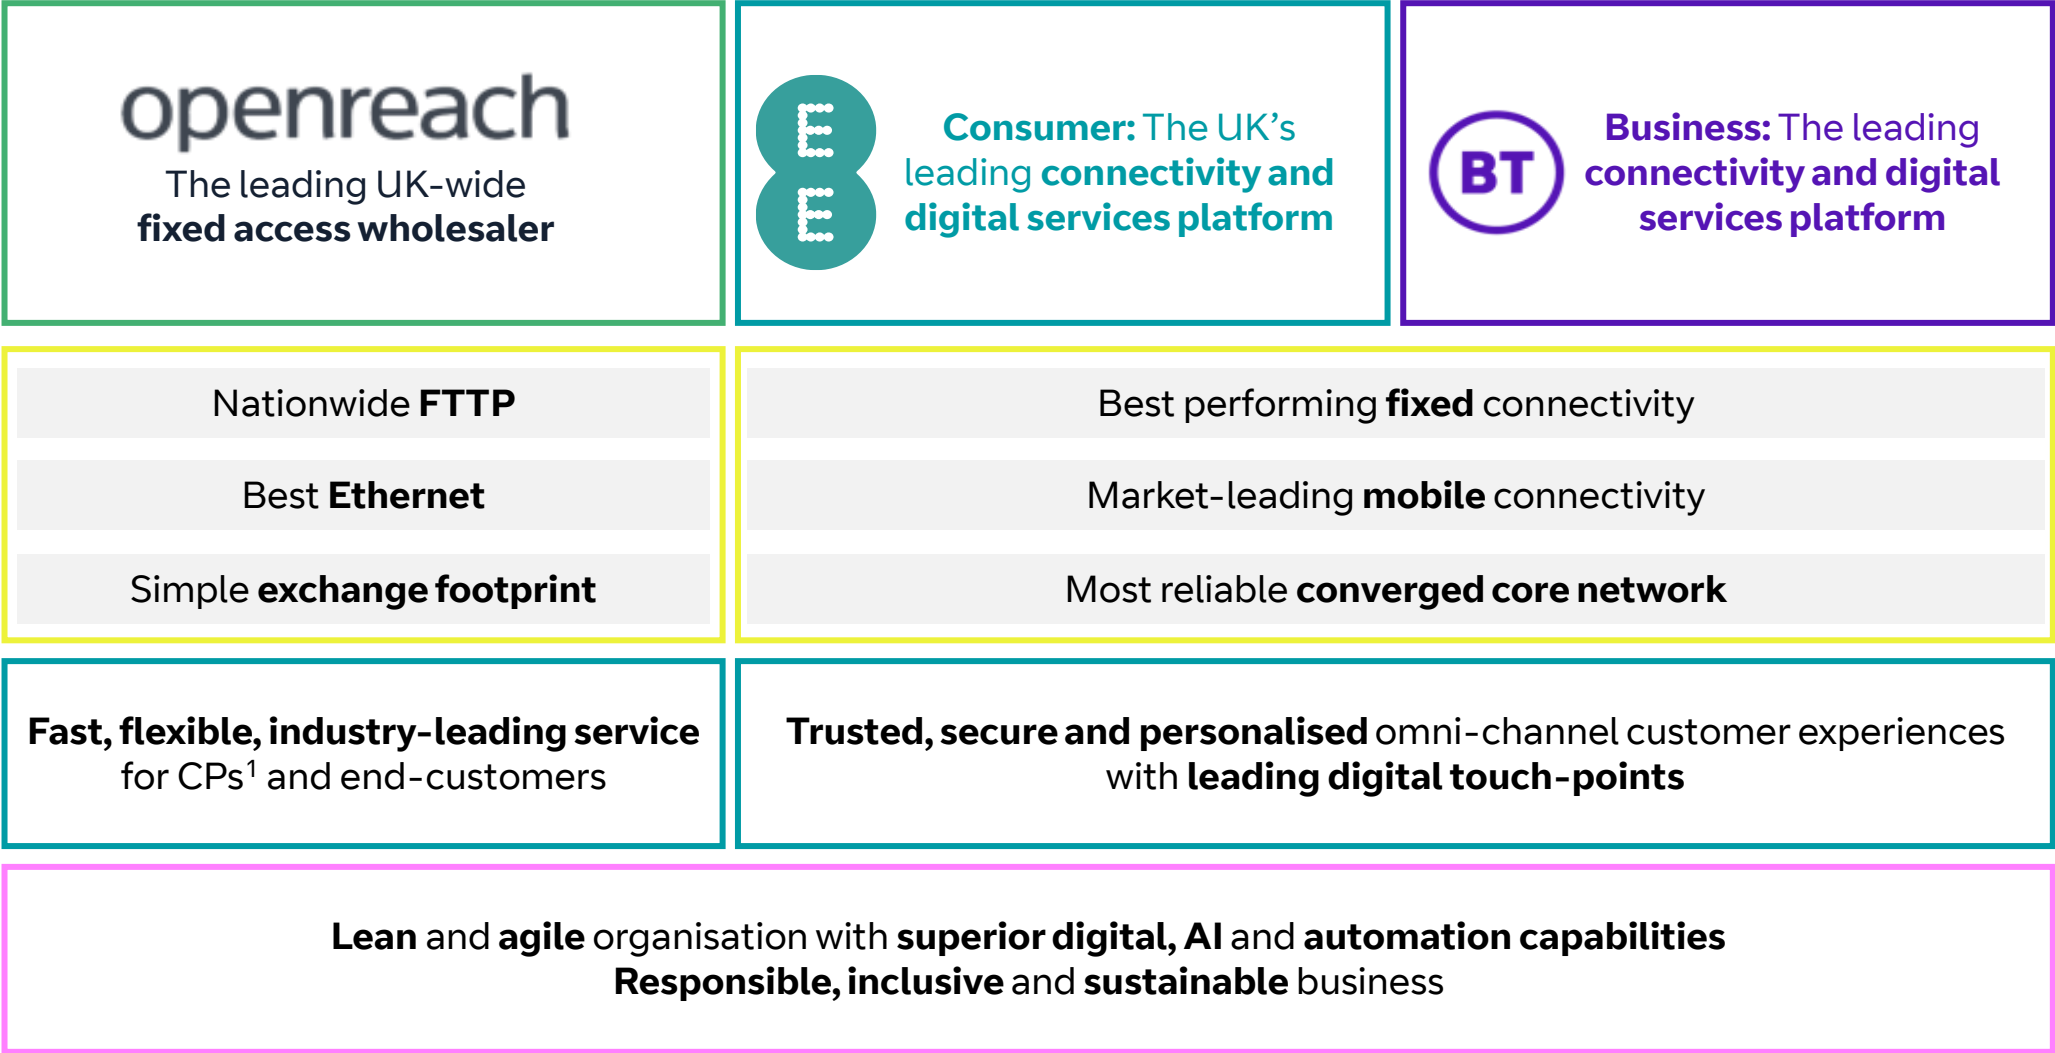 openreach
The leading UK-wide
fixed access wholesaler
E
E
Consumer: The UK’s
leading connectivity and
digital services platform
BT
Business: The leading
connectivity and digital
services platform
Nationwide FTTP
Best Ethernet
Simple exchange footprint
Best performing fixed connectivity
Market-leading mobile connectivity
Most reliable converged core network
Fast, flexible, industry-leading service
for CPs¹ and end-customers
Trusted, secure and personalised omni-channel customer experiences
with leading digital touch-points
Lean and agile organisation with superior digital, AI and automation capabilities
Responsible, inclusive and sustainable business